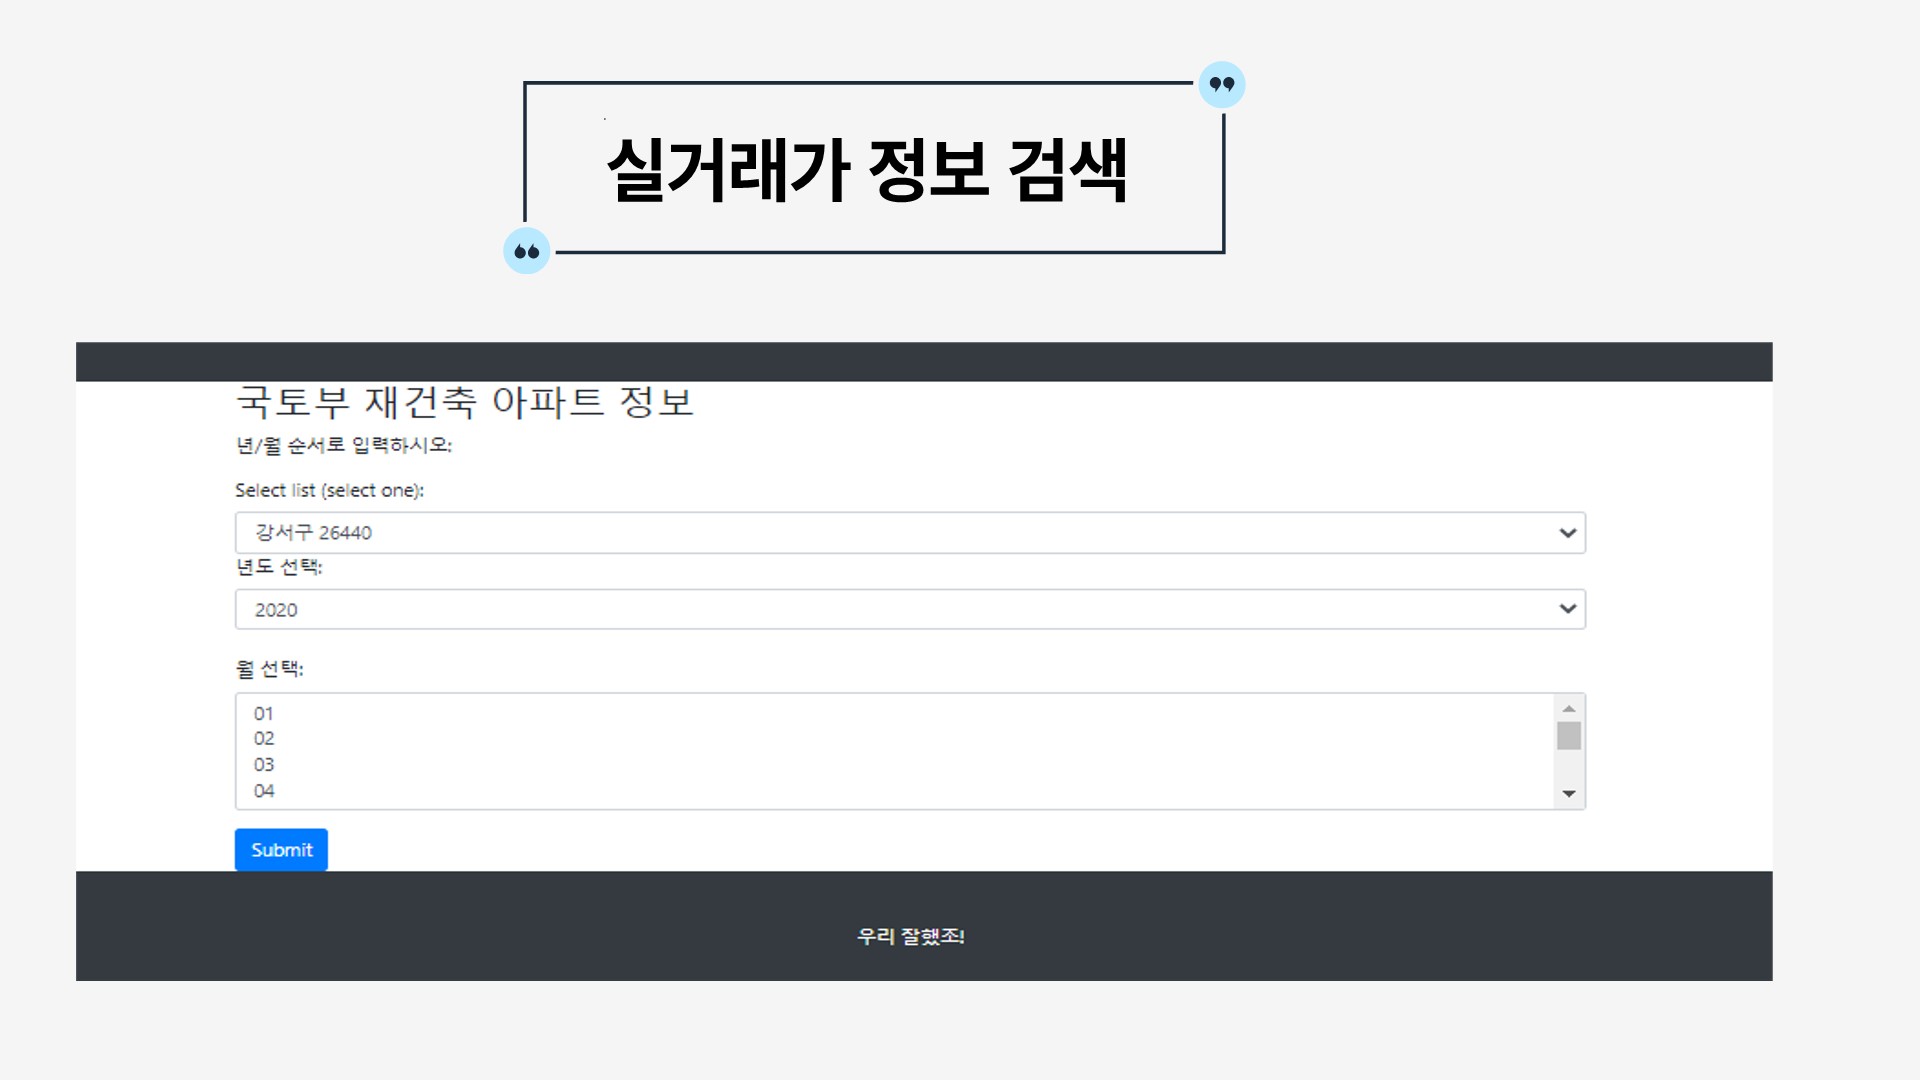 실거래가 정보 검색
국토부 재건축 아파트 정보
년/월 순서로 입력하시오:
Select list (select one):
강서구 26440
년도 선택:
2020
월 선택:
01
02
03
04
Submit
우리 잘했조!